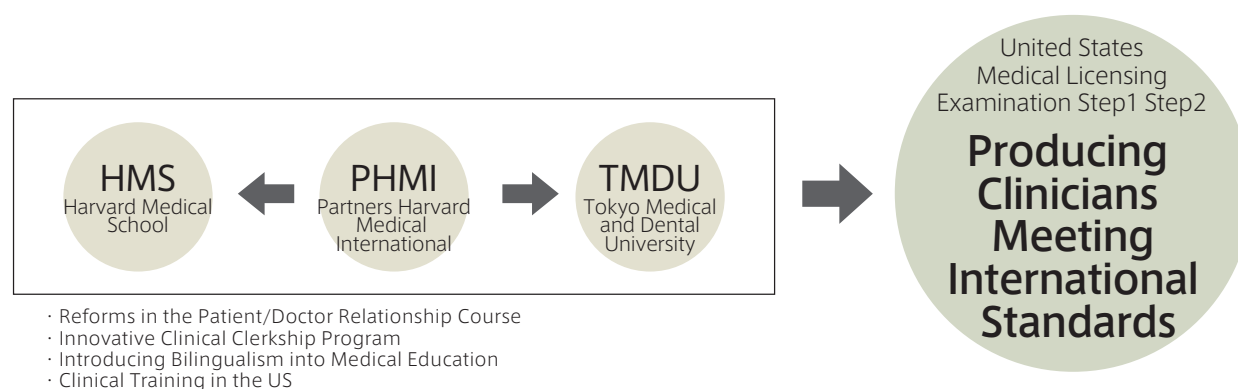 HMS
Harvard Medical
School
PHMI
Partners Harvard
Medical
International
TMDU
Tokyo Medical
and Dental
University
United States
Medical Licensing
Examination Step1 Step2
Producing
Clinicians
Meeting
International
Standards
· Reforms in the Patient/Doctor Relationship Course
· Innovative Clinical Clerkship Program
· Introducing Bilingualism into Medical Education
· Clinical Training in the US